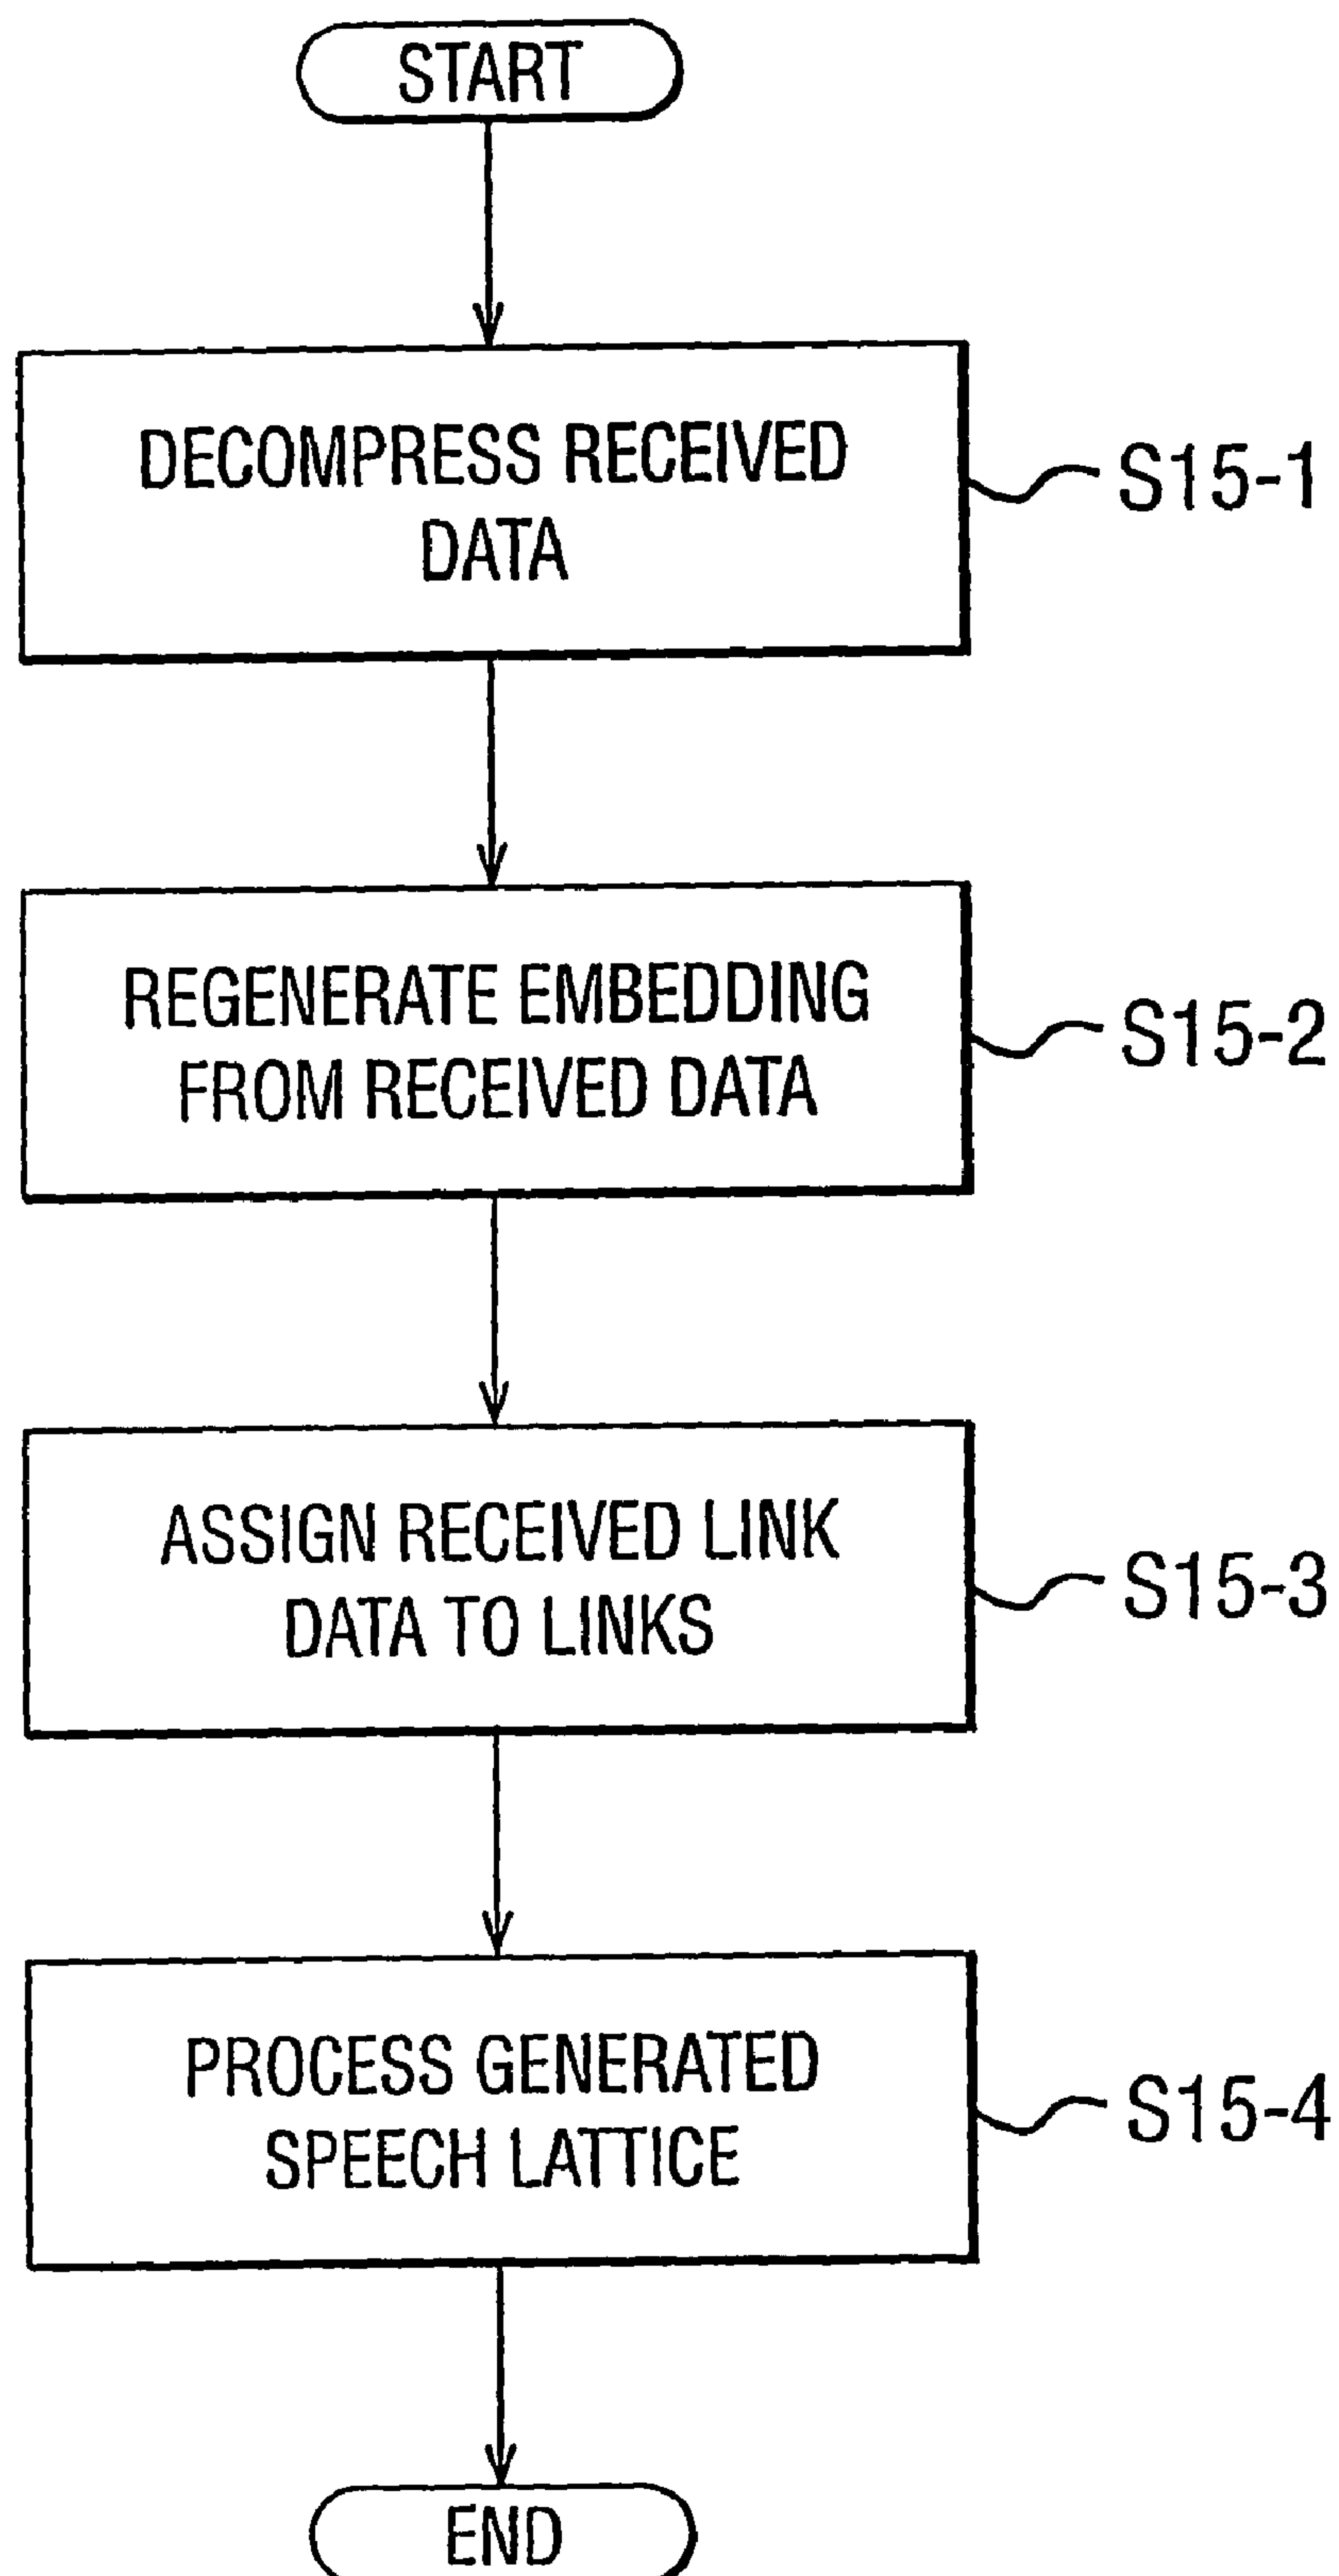 START
DECOMPRESS RECEIVED
DATA
S15-1
REGENERATE EMBEDDING
FROM RECEIVED DATA
S15-2
ASSIGN RECEIVED LINK
DATA TO LINKS
S15-3
PROCESS GENERATED
SPEECH LATTICE
S15-4
END